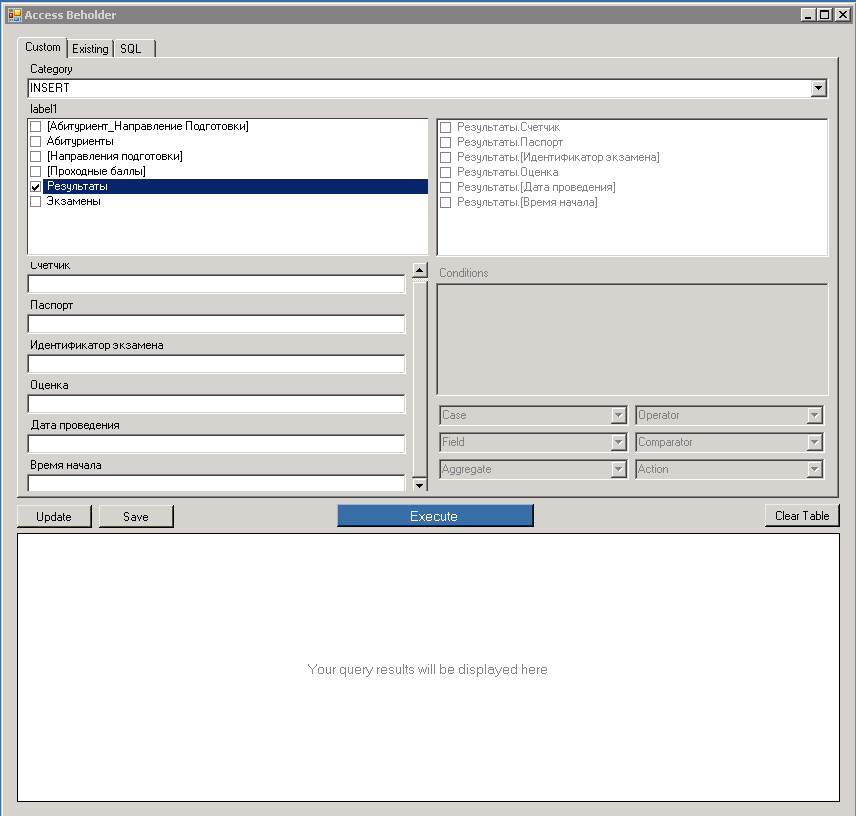 Access Beholder
Custom Existing SQL
Category
INSERT
label1
[Абитуриент_Направление Подготовки]
Абитуриенты
[Направления подготовки]
[Проходные баллы]
Результаты
Экзамены
Результаты.Счетчик
Результаты.Паспорт
Результаты.[Идентификатор экзамена]
Результаты.Оценка
Результаты.[Дата проведения]
Результаты.[Время начала]
Счетчик
Паспорт
Идентификатор экзамена
Оценка
Дата проведения
Время начала
Conditions
Case Operator
Field Comparator
Aggregate Action
Update Save Execute Clear Table
Your query results will be displayed here